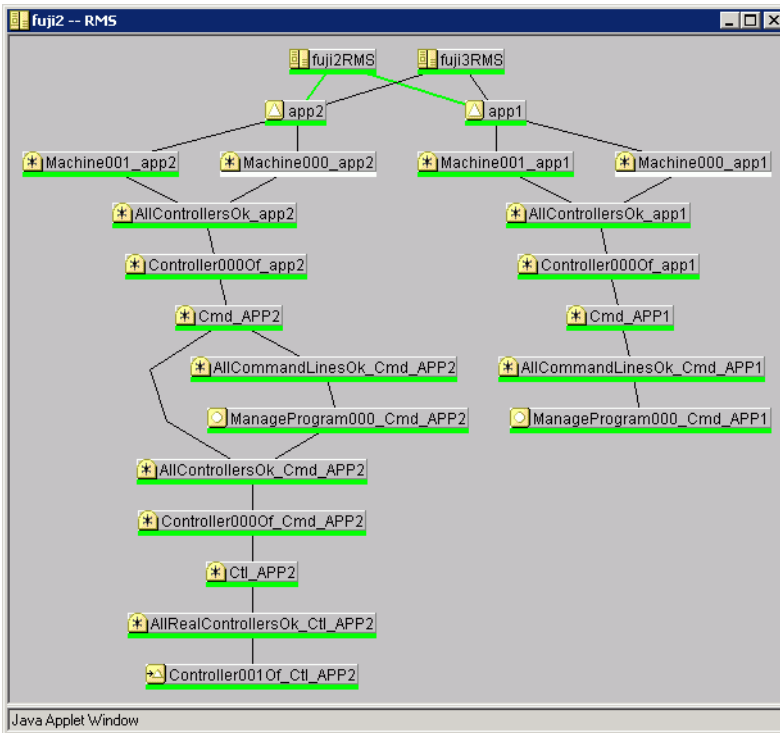 fuji2 -- RMS
fuji2RMS fuji3RMS
app2 app1
Machine001_app2 Machine000_app2 Machine001_app1 Machine000_app1
AllControllersOk_app2 AllControllersOk_app1
Controller000Of_app2 Controller000Of_app1
Cmd_APP2 Cmd_APP1
AllCommandLinesOk_Cmd_APP2 AllCommandLinesOk_Cmd_APP1
ManageProgram000_Cmd_APP2 ManageProgram000_Cmd_APP1
AllControllersOk_Cmd_APP2
Controller000Of_Cmd_APP2
Ctl_APP2
AllRealControllersOk_Ctl_APP2
Controller001Of_Ctl_APP2
Java Applet Window